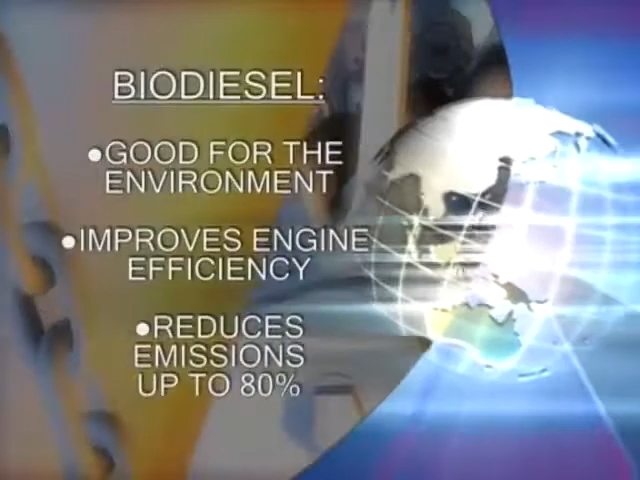 BIODIESEL:
●GOOD FOR THE
ENVIRONMENT
●IMPROVES ENGINE
EFFICIENCY
●REDUCES
EMISSIONS
UP TO 80%